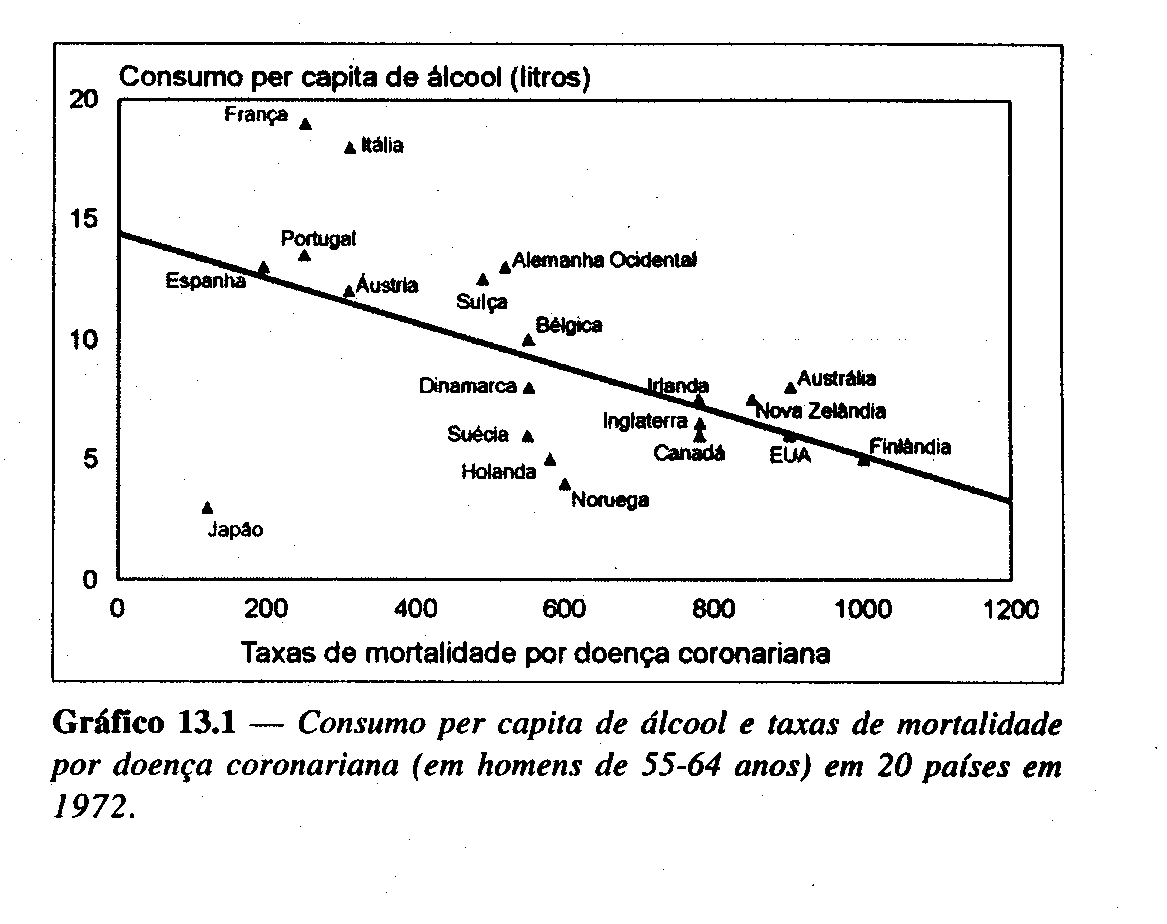 Consumo per capita de álcool (litros)
20
França
Itália
15
Portugal
Alemanha Ocidental
Espanha
Áustria
Suíça
10
Bélgica
Dinamarca
Irlanda
Austrália
Nova Zelândia
Inglaterra
Suécia
Canadá
EUA
Finlândia
5
Holanda
Noruega
Japão
0
0 200 400 600 800 1000 1200
Taxas de mortalidade por doença coronariana
Gráfico 13.1 — Consumo per capita de álcool e taxas de mortalidade
por doença coronariana (em homens de 55-64 anos) em 20 países em
1972.